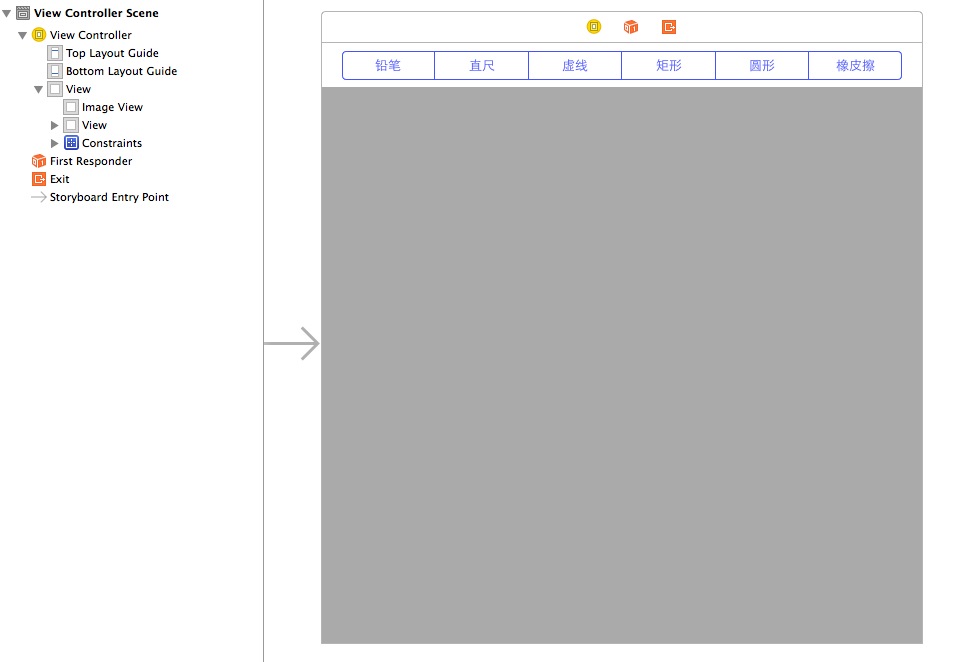 View Controller Scene
View Controller
Top Layout Guide
Bottom Layout Guide
View
Image View
View
Constraints
First Responder
Exit
Storyboard Entry Point
铅笔 直尺 虚线 矩形 圆形 橡皮擦